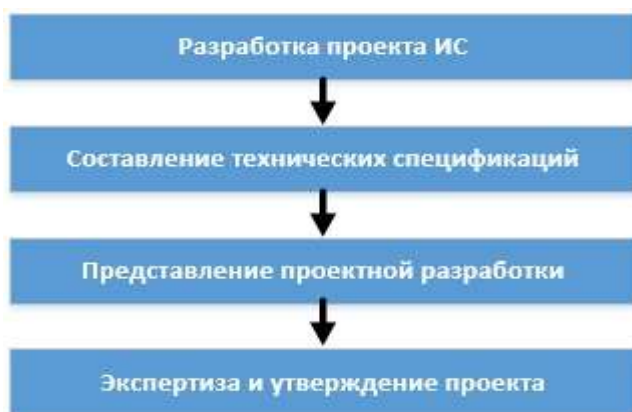 Разработка проекта ИС
Составление технических спецификаций
Представление проектной разработки
Экспертиза и утверждение проекта